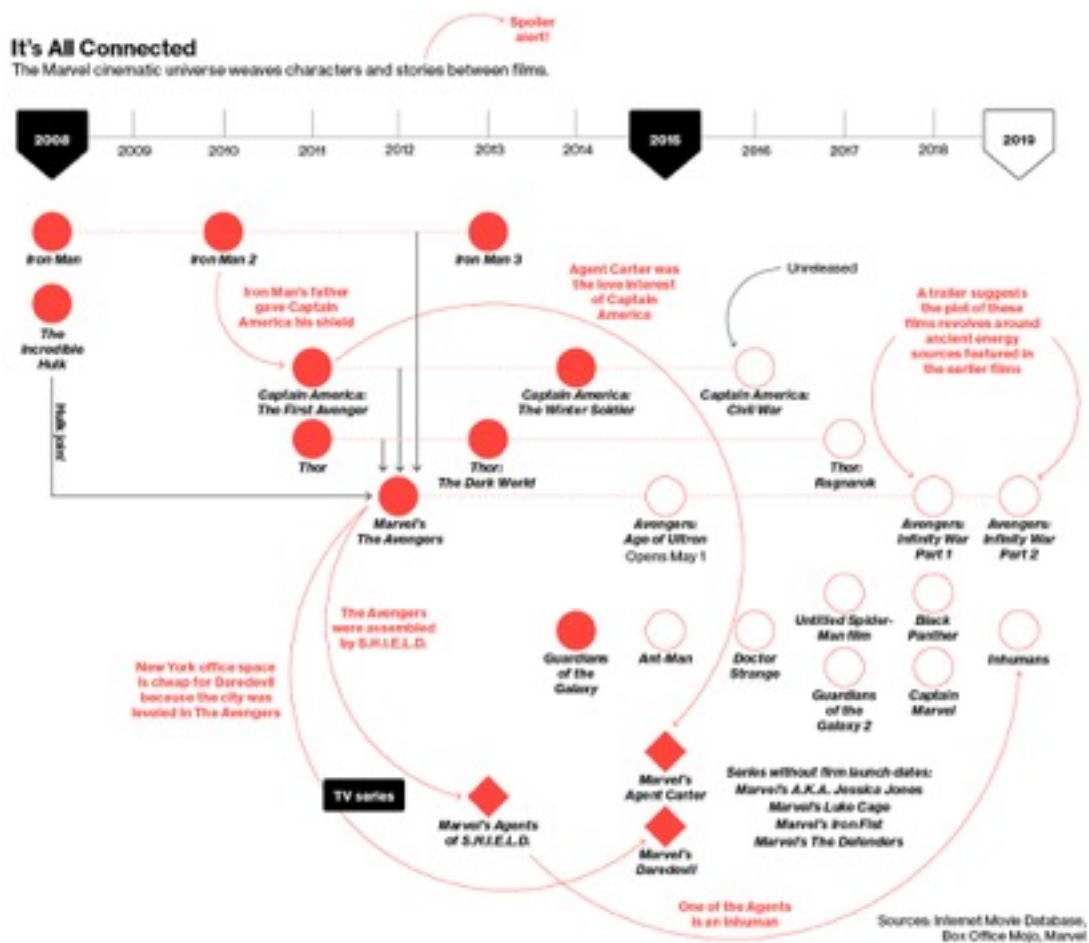 Spoiler
alert!
It's All Connected
The Marvel cinematic universe weaves characters and stories between films.
2008
2009
2010
2011
2012
2013
2014
2015
2016
2017
2018
2019
Iron Man
Iron Man 2
Iron Man 3
The
Incredible
Hulk
Hulk joins!
Iron Man's father
gave Captain
America his shield
Agent Carter was
the love interest
of Captain
America
Unreleased
A trailer suggests
the plot of these
films revolves around
ancient energy
sources featured in
the earlier films
Captain America:
The First Avenger
Captain America:
The Winter Soldier
Captain America:
Civil War
Thor
Thor:
The Dark World
Thor:
Ragnarok
Marvel's
The Avengers
Avengers:
Age of Ultron
Opens May 1
Avengers:
Infinity War
Part 1
Avengers:
Infinity War
Part 2
The Avengers
were assembled
by S.H.I.E.L.D.
New York office space
is cheap for Daredevil
because the city was
leveled in The Avengers
Guardians
of the
Galaxy
Ant-Man
Doctor
Strange
Untitled Spider-
Man film
Black
Panther
Inhumans
Guardians
of the
Galaxy 2
Captain
Marvel
TV series
Marvel's Agents
of S.H.I.E.L.D.
Marvel's
Agent Carter
Marvel's
Daredevil
Series without firm launch dates:
Marvel's A.K.A. Jessica Jones
Marvel's Luke Cage
Marvel's Iron Fist
Marvel's The Defenders
One of the Agents
is an Inhuman
Sources: Internet Movie Database,
Box Office Mojo, Marvel